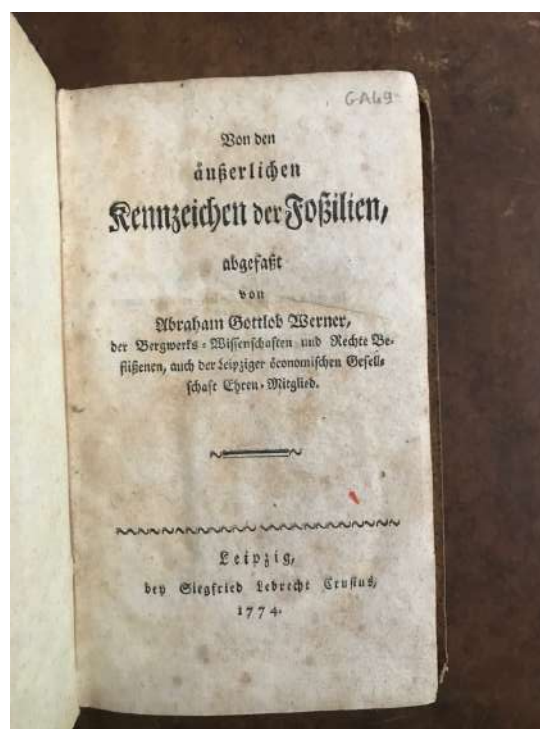 GA49
Von den
äußerlichen
Kennzeichen der Foßilien,
abgefaßt
von
Abraham Gottlob Werner,
der Bergwerks-Wissenschaften und Rechte Be-
flißenen, auch der Leipziger öconomischen Gesell-
schaft Ehren-Mitglied.
Leipzig,
bey Siegfried Lebrecht Crusius,
1774.